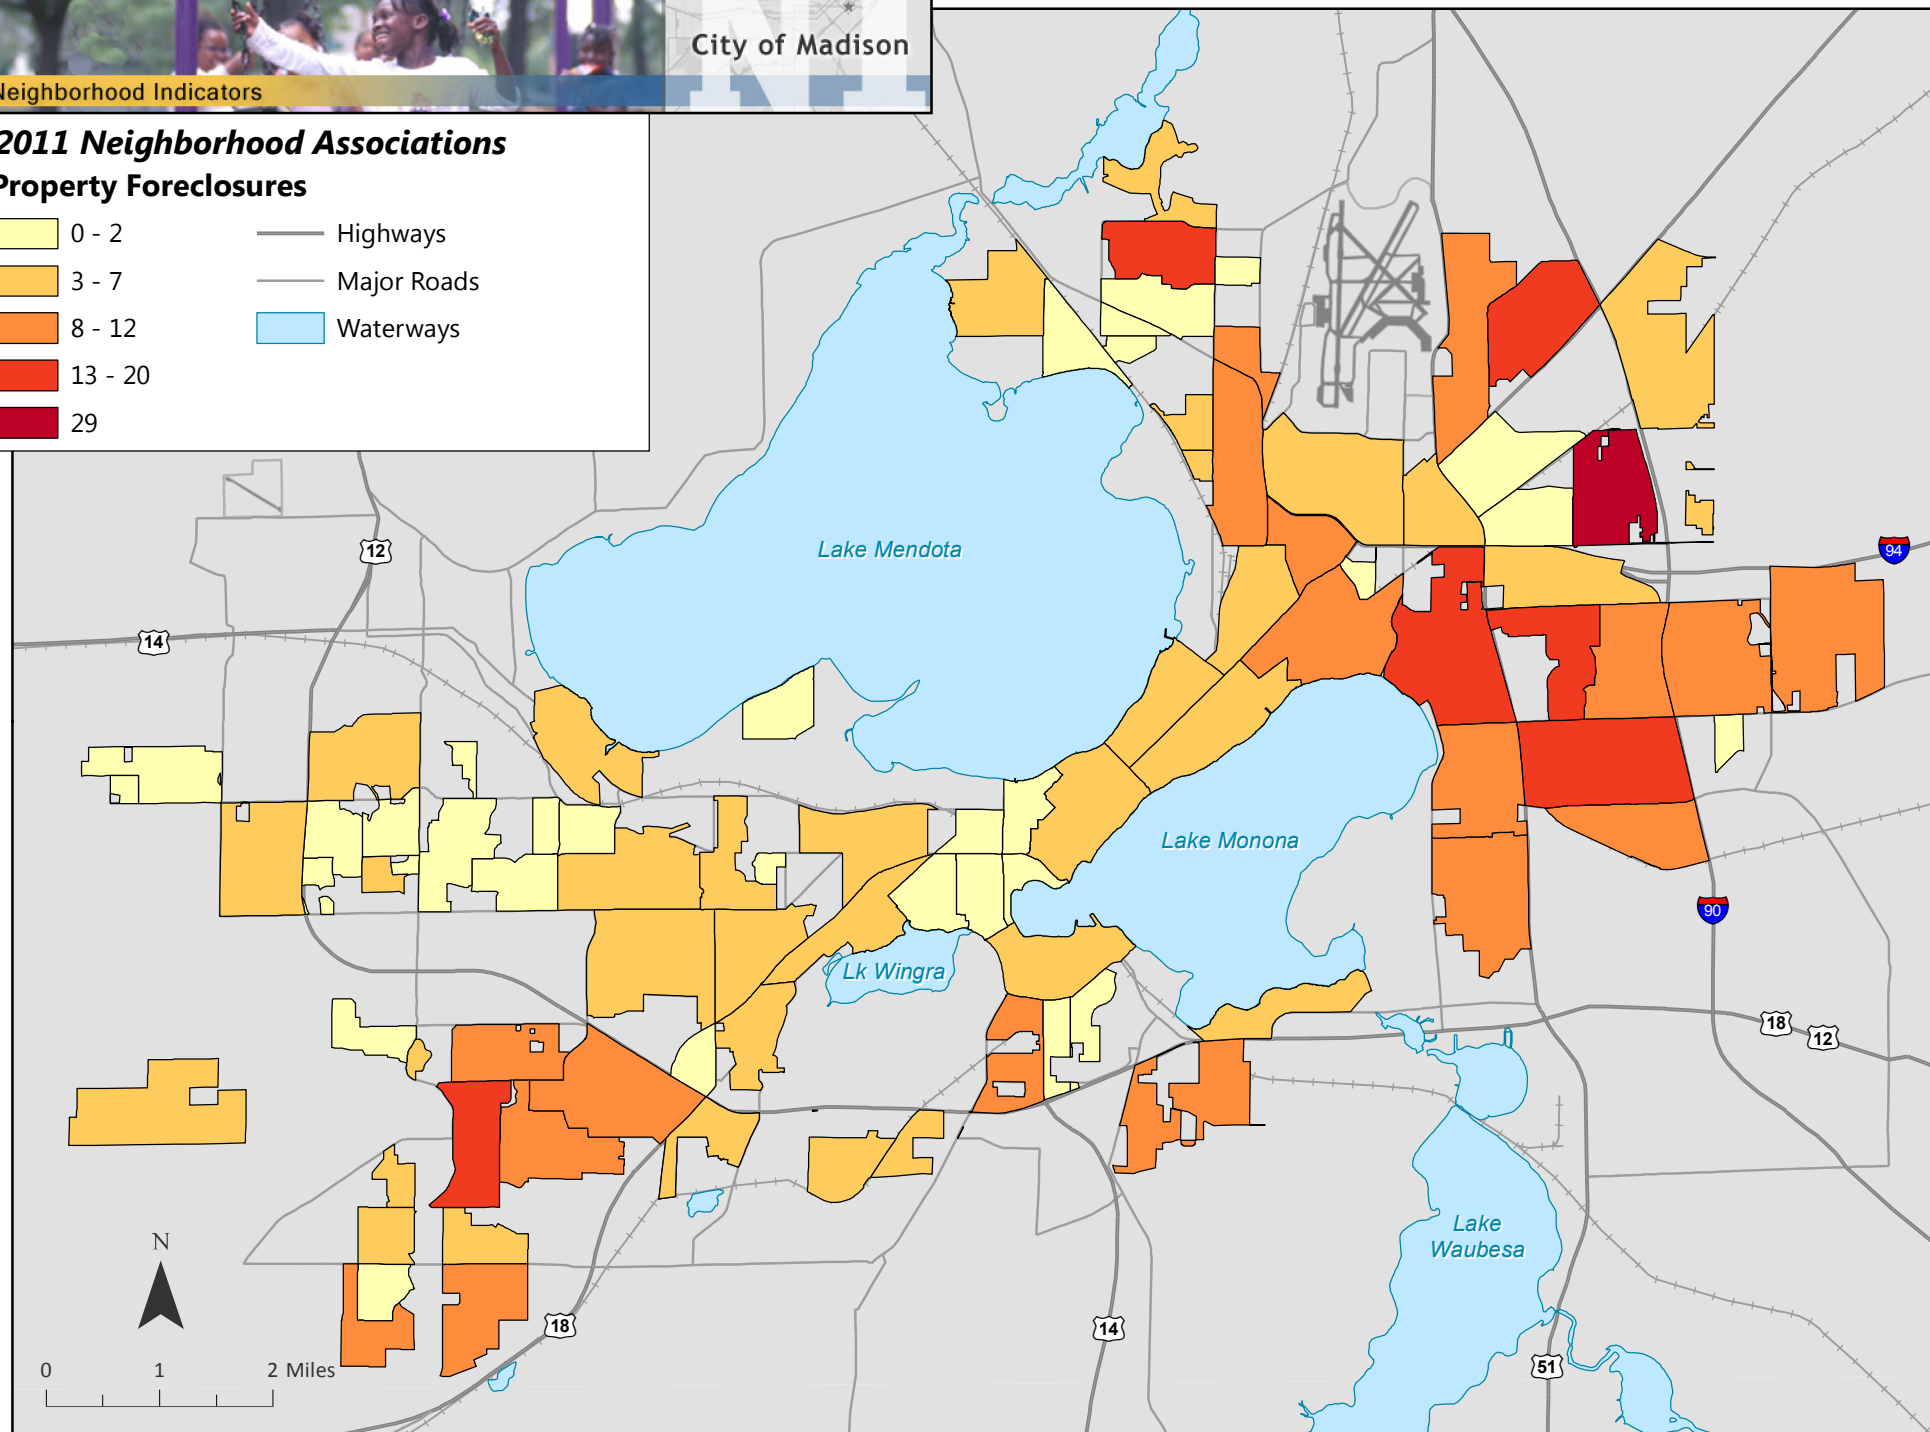 City of Madison
Neighborhood Indicators
2011 Neighborhood Associations
Property Foreclosures
0 - 2
3 - 7
8 - 12
13 - 20
29
Highways
Major Roads
Waterways
12
14
94
Lake Mendota
Lake Monona
90
Lk Wingra
18
12
Lake
Waubesa
N
18
14
51
0 1 2 Miles